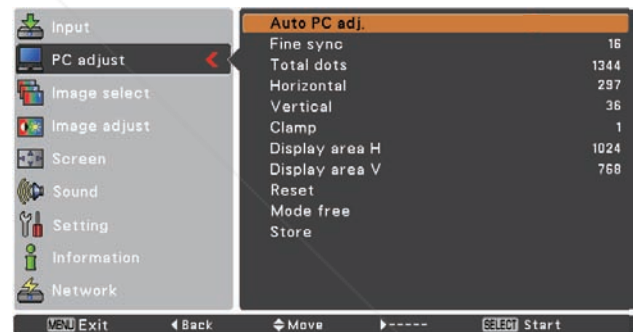 Input
PC adjust
Image select
Image adjust
Screen
Sound
Setting
Information
Network
Auto PC adj.
Fine sync 16
Total dots 1344
Horizontal 297
Vertical 36
Clamp 1
Display area H 1024
Display area V 768
Reset
Mode free
Store
MENU Exit Back Move ----- SELECT Start